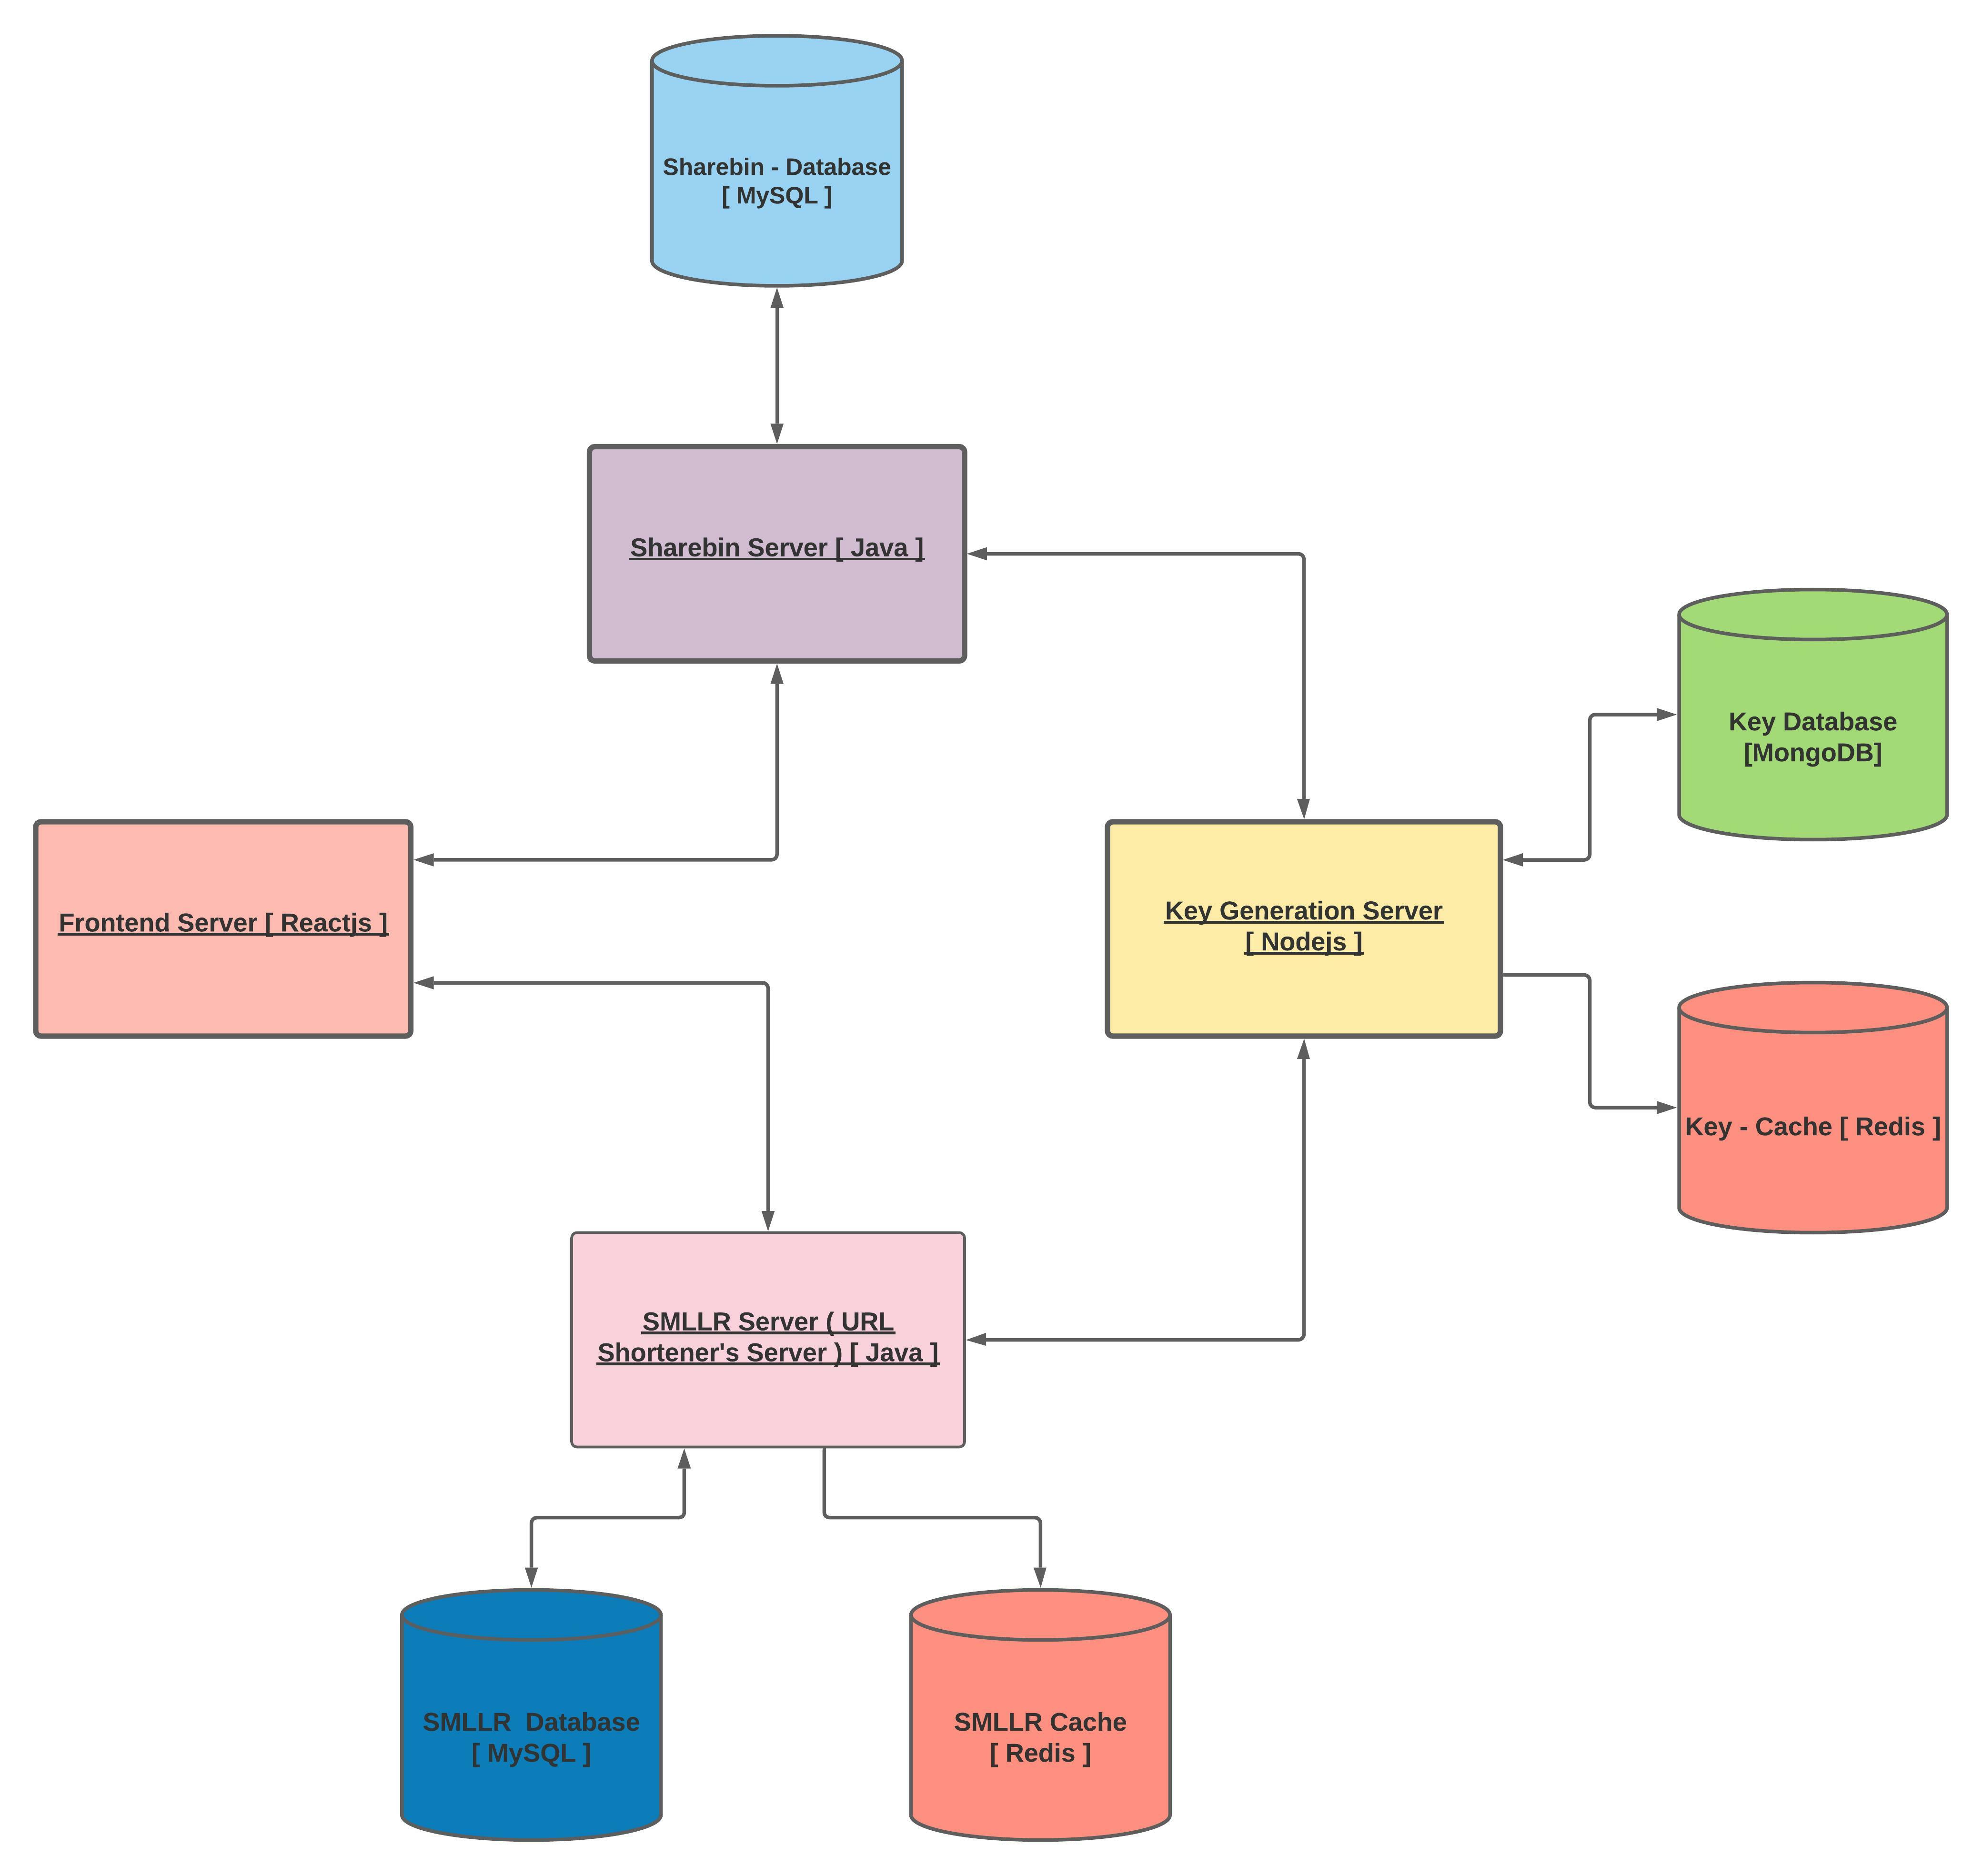 Sharebin - Database
[ MySQL ]
Sharebin Server [ Java ]
Key Database
[MongoDB]
Frontend Server [ Reactjs ]
Key Generation Server
[ Nodejs ]
Key - Cache [ Redis ]
SMLLR Server ( URL
Shortener's Server ) [ Java ]
SMLLR  Database
[ MySQL ]
SMLLR Cache
[ Redis ]